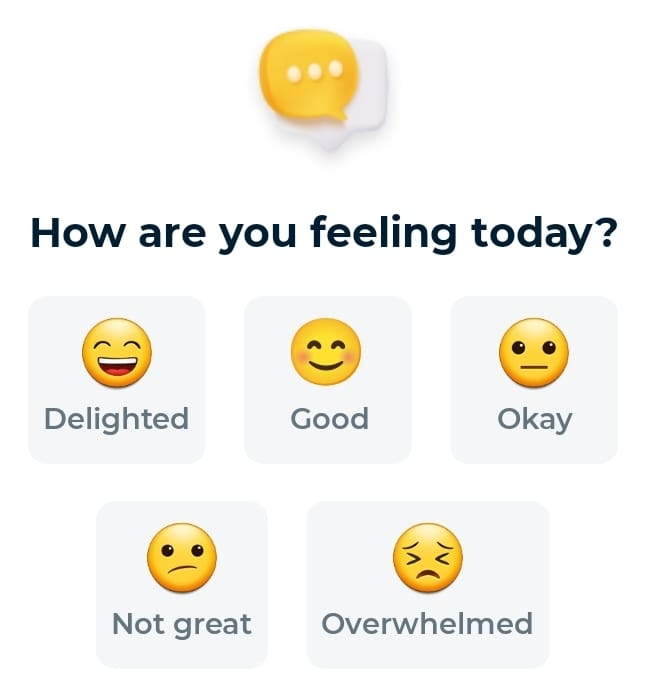 How are you feeling today?
Delighted
Good
Okay
Not great
Overwhelmed